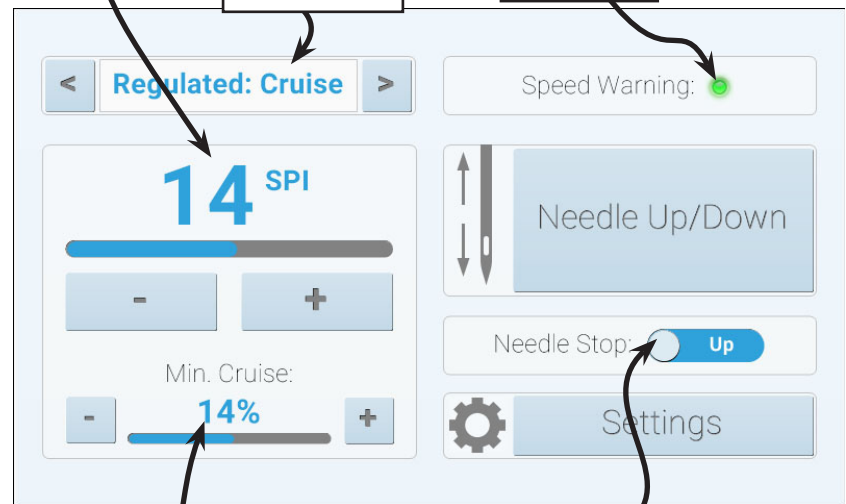 < Regulated: Cruise >
Speed Warning:
14 SPI
- +
Min. Cruise:
- 14% +
Needle Up/Down
Needle Stop: Up
Settings